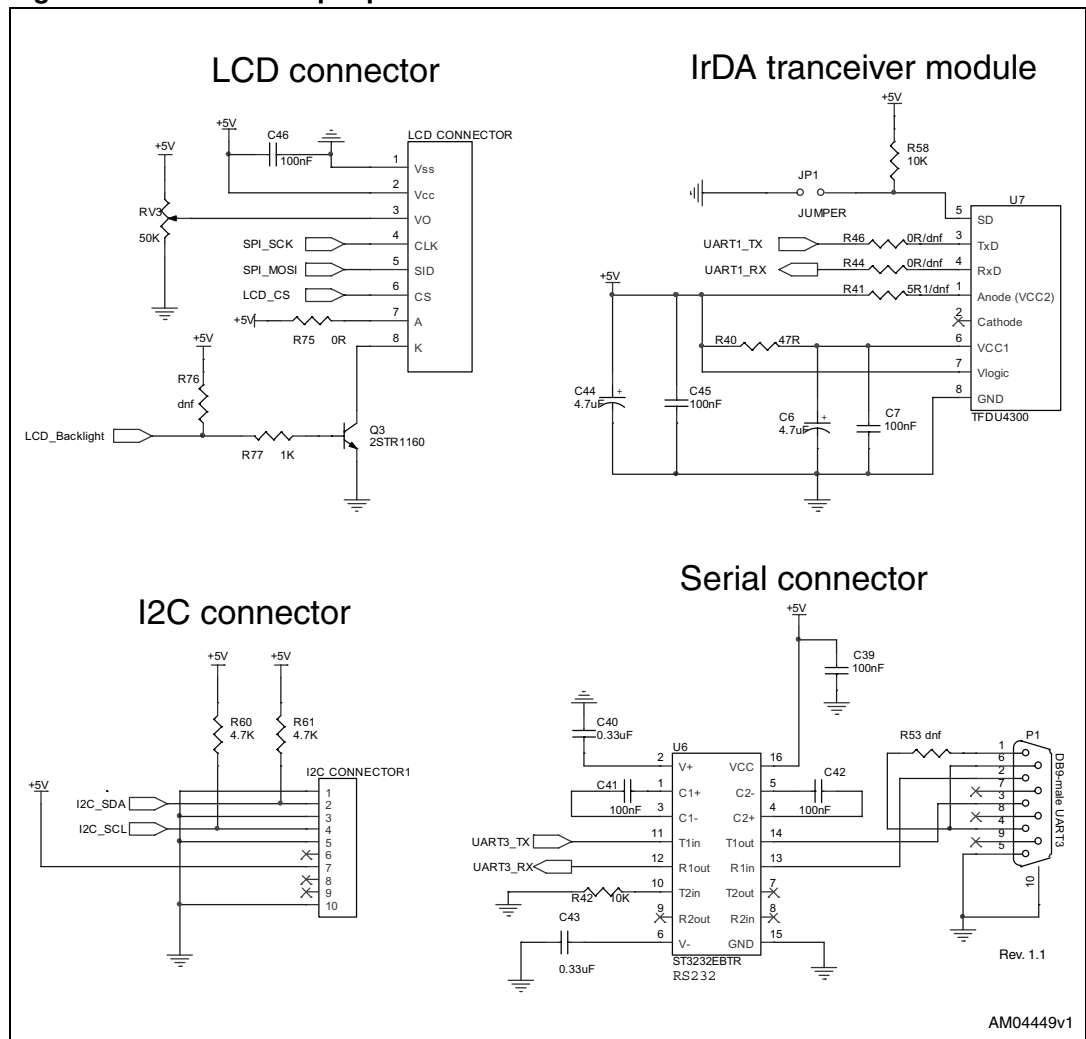 LCD connector
+5V
C46
100nF
+5V
RV3
50K
LCD CONNECTOR
1 Vss
2 Vcc
3 VO
SPI_SCK 4 CLK
SPI_MOSI 5 SID
LCD_CS 6 CS
+5V 7 A
R75 0R
8 K
+5V
R76
dnf
LCD_Backlight
R77 1K
Q3
2STR1160
IrDA tranceiver module
+5V
R58
10K
JP1
JUMPER
U7
5 SD
UART1_TX R46 0R/dnf 3 TxD
UART1_RX R44 0R/dnf 4 RxD
+5V
R41 5R1/dnf 1 Anode (VCC2)
2 Cathode
R40 47R 6 VCC1
7 Vlogic
8 GND
TFDU4300
C44
4.7uF
+
C45
100nF
C6
4.7uF
+
C7
100nF
I2C connector
+5V
+5V
R60
4.7K
R61
4.7K
I2C CONNECTOR1
+5V
I2C_SDA
I2C_SCL
1
2
3
4
5
6
7
8
9
10
Serial connector
+5V
C39
100nF
C40
0.33uF
U6
2 V+
VCC 16
C41
100nF
1 C1+
3 C1-
C2- 5
C2+ 4
C42
100nF
UART3_TX 11 T1in
T1out 14
UART3_RX 12 R1out
R1in 13
R42 10K
10 T2in
T2out 7
9 R2out
R2in 8
C43
0.33uF
6 V-
GND 15
ST3232EBTR
RS232
R53 dnf
P1
1
6
2
7
3
8
4
9
5
10
DB9-male UART3
Rev. 1.1
AM04449v1